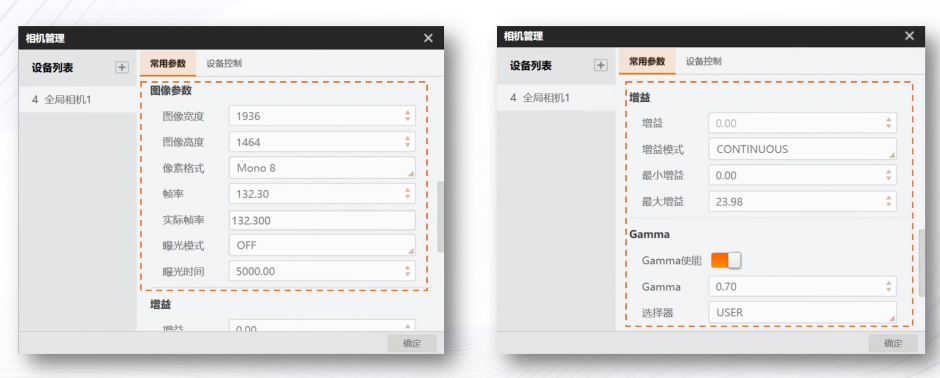 相机管理
设备列表
4 全局相机1
常用参数 设备控制
图像参数
图像宽度 1936
图像高度 1464
像素格式 Mono 8
帧率 132.30
实际帧率 132.300
曝光模式 OFF
曝光时间 5000.00
增益
增益 0.00
确定
相机管理
设备列表
4 全局相机1
常用参数 设备控制
增益
增益 0.00
增益模式 CONTINUOUS
最小增益 0.00
最大增益 23.98
Gamma
Gamma使能
Gamma 0.70
选择器 USER
确定